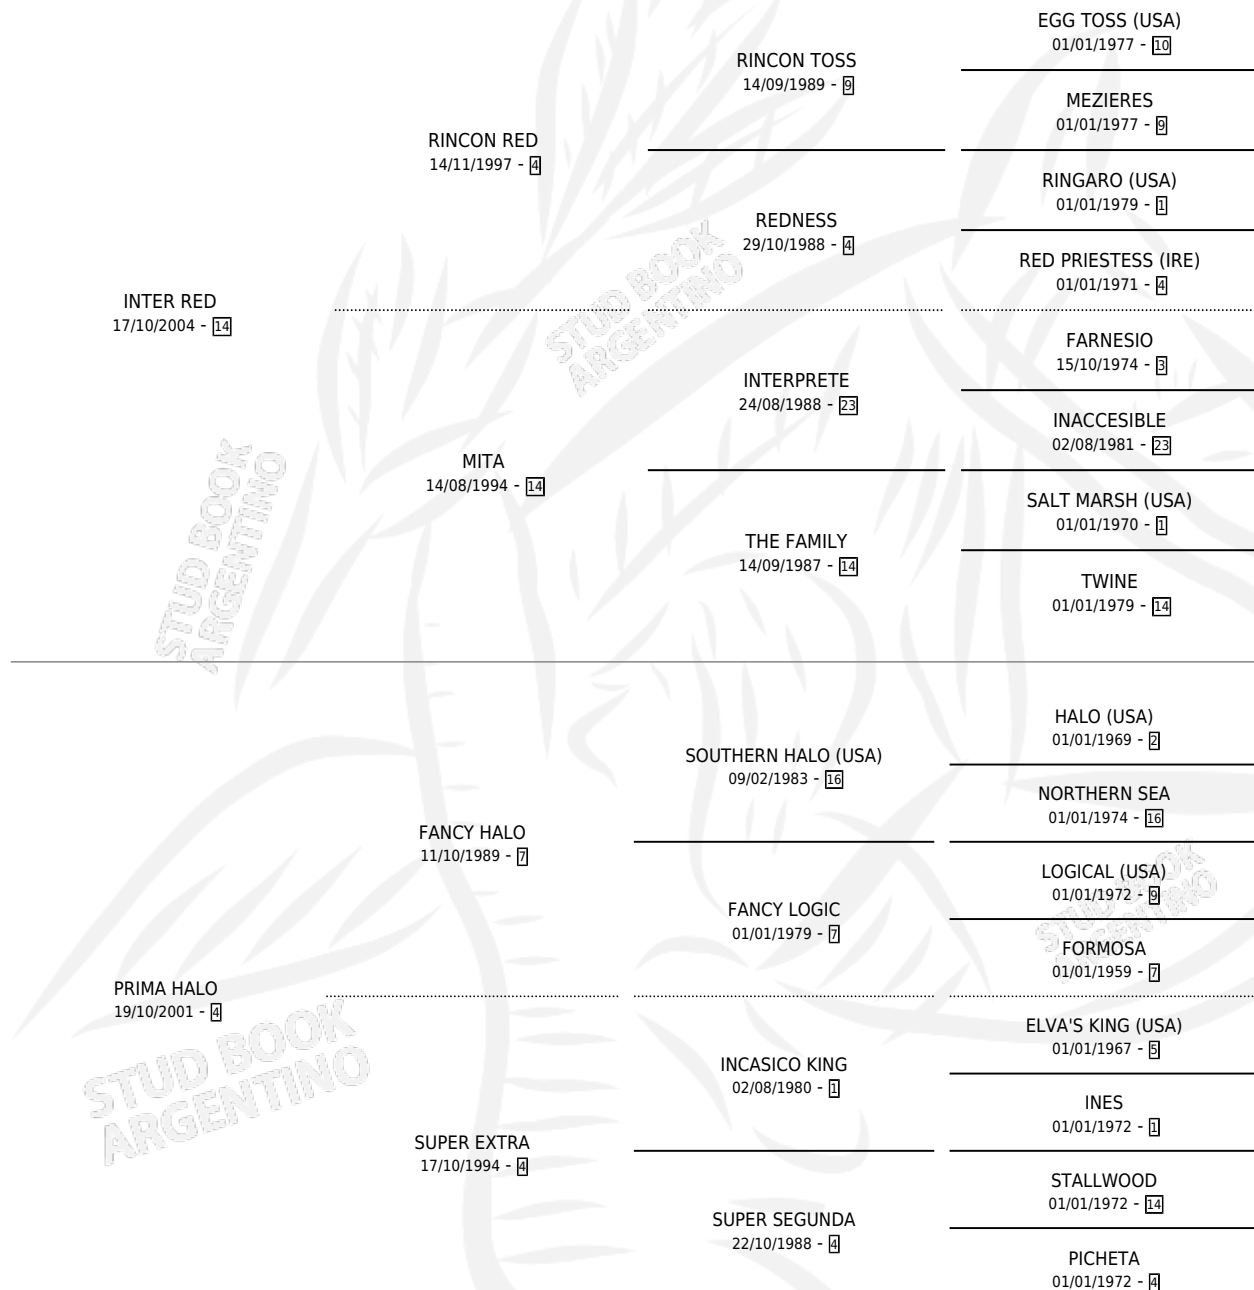 EGG TOSS (USA)
01/01/1977 - 10
RINCON TOSS
14/09/1989 - 9
MEZIERES
01/01/1977 - 9
RINCON RED
14/11/1997 - 4
RINGARO (USA)
01/01/1979 - 1
REDNESS
29/10/1988 - 4
RED PRIESTESS (IRE)
01/01/1971 - 4
INTER RED
17/10/2004 - 14
FARNESIO
15/10/1974 - 3
INTERPRETE
24/08/1988 - 23
INACCESIBLE
02/08/1981 - 23
MITA
14/08/1994 - 14
SALT MARSH (USA)
01/01/1970 - 1
THE FAMILY
14/09/1987 - 14
TWINE
01/01/1979 - 14
STUD BOOK
ARGENTINO
STUD BOOK
ARGENTINO
HALO (USA)
01/01/1969 - 2
SOUTHERN HALO (USA)
09/02/1983 - 16
NORTHERN SEA
01/01/1974 - 16
FANCY HALO
11/10/1989 - 7
LOGICAL (USA)
01/01/1972 - 9
FANCY LOGIC
01/01/1979 - 7
FORMOSA
01/01/1959 - 7
STUD BOOK
ARGENTINO
PRIMA HALO
19/10/2001 - 4
ELVA'S KING (USA)
01/01/1967 - 5
INCASICO KING
02/08/1980 - 1
INES
01/01/1972 - 1
STUD BOOK
ARGENTINO
SUPER EXTRA
17/10/1994 - 4
STALLWOOD
01/01/1972 - 14
SUPER SEGUNDA
22/10/1988 - 4
PICHETA
01/01/1972 - 4